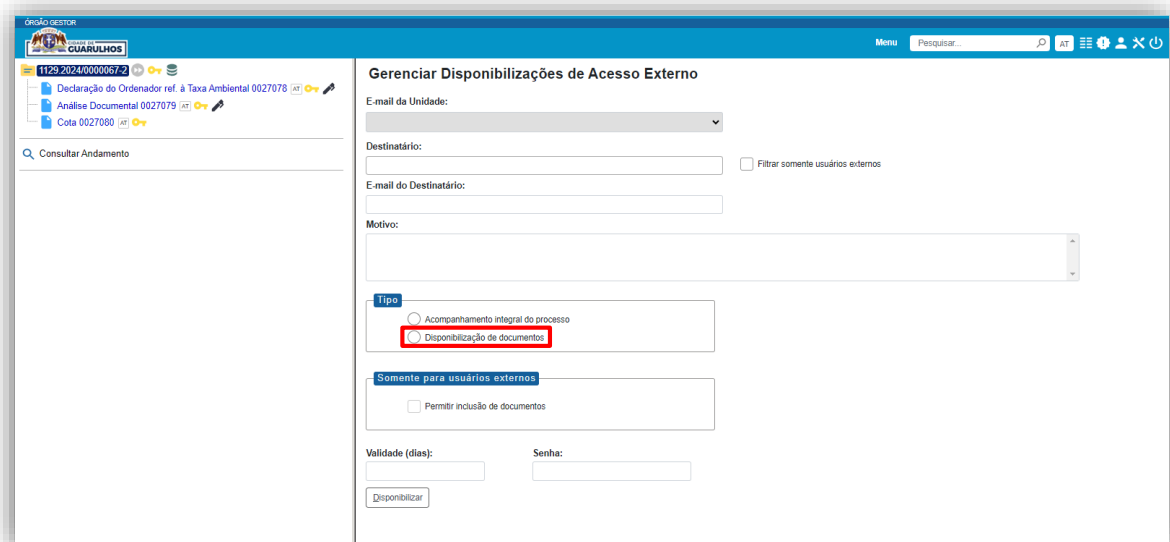 ÓRGÃO GESTOR
CIDADE DE
GUARULHOS
Menu
Pesquisar...
AT
1129.2024/0000067-2
Declaração do Ordenador ref. à Taxa Ambiental 0027078 AT
Análise Documental 0027079 AT
Cota 0027080 AT
Consultar Andamento
Gerenciar Disponibilizações de Acesso Externo
E-mail da Unidade:
Destinatário:
Filtrar somente usuários externos
E-mail do Destinatário:
Motivo:
Tipo
Acompanhamento integral do processo
Disponibilização de documentos
Somente para usuários externos
Permitir inclusão de documentos
Validade (dias): Senha:
Disponibilizar